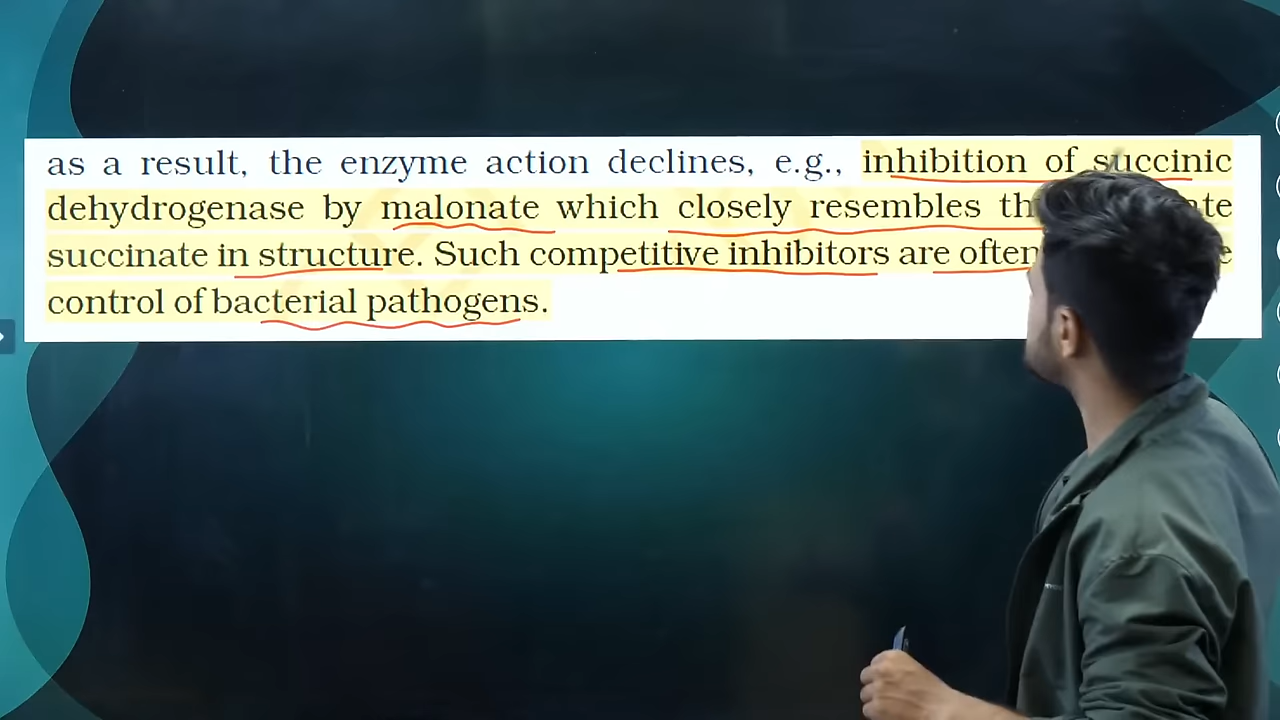 as a result, the enzyme action declines, e.g., inhibition of succinic
dehydrogenase by malonate which closely resembles
succinate in structure. Such competitive inhibitors are often
control of bacterial pathogens.